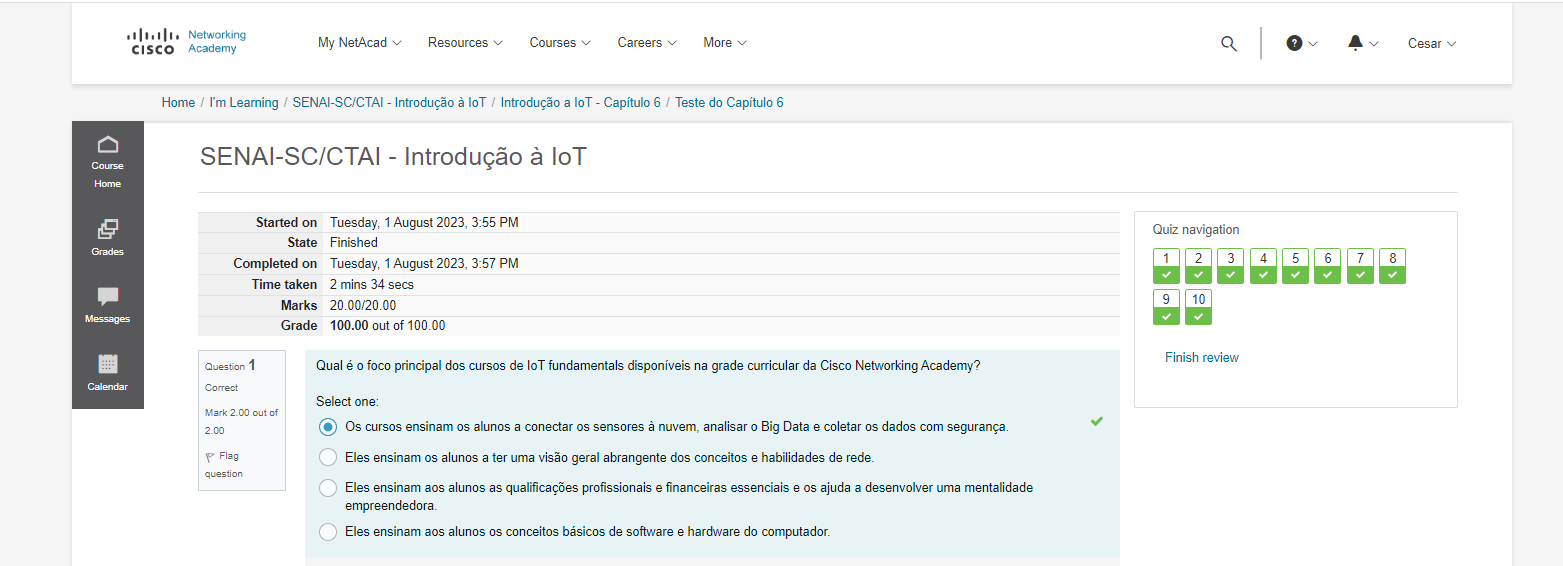 CISCO Networking Academy
My NetAcad Resources Courses Careers More ? Cesar
Home / I'm Learning / SENAI-SC/CTAI - Introdução à IoT / Introdução a IoT - Capítulo 6 / Teste do Capítulo 6
Course
Home
Grades
Messages
Calendar
SENAI-SC/CTAI - Introdução à IoT
Started on Tuesday, 1 August 2023, 3:55 PM
State Finished
Completed on Tuesday, 1 August 2023, 3:57 PM
Time taken 2 mins 34 secs
Marks 20.00/20.00
Grade 100.00 out of 100.00
Quiz navigation
1 2 3 4 5 6 7 8
9 10
Finish review
Question 1
Correct
Mark 2.00 out of
2.00
Flag
question
Qual é o foco principal dos cursos de IoT fundamentals disponíveis na grade curricular da Cisco Networking Academy?
Select one:
Os cursos ensinam os alunos a conectar os sensores à nuvem, analisar o Big Data e coletar os dados com segurança.
Eles ensinam os alunos a ter uma visão geral abrangente dos conceitos e habilidades de rede.
Eles ensinam aos alunos as qualificações profissionais e financeiras essenciais e os ajuda a desenvolver uma mentalidade
empreendedora.
Eles ensinam aos alunos os conceitos básicos de software e hardware do computador.